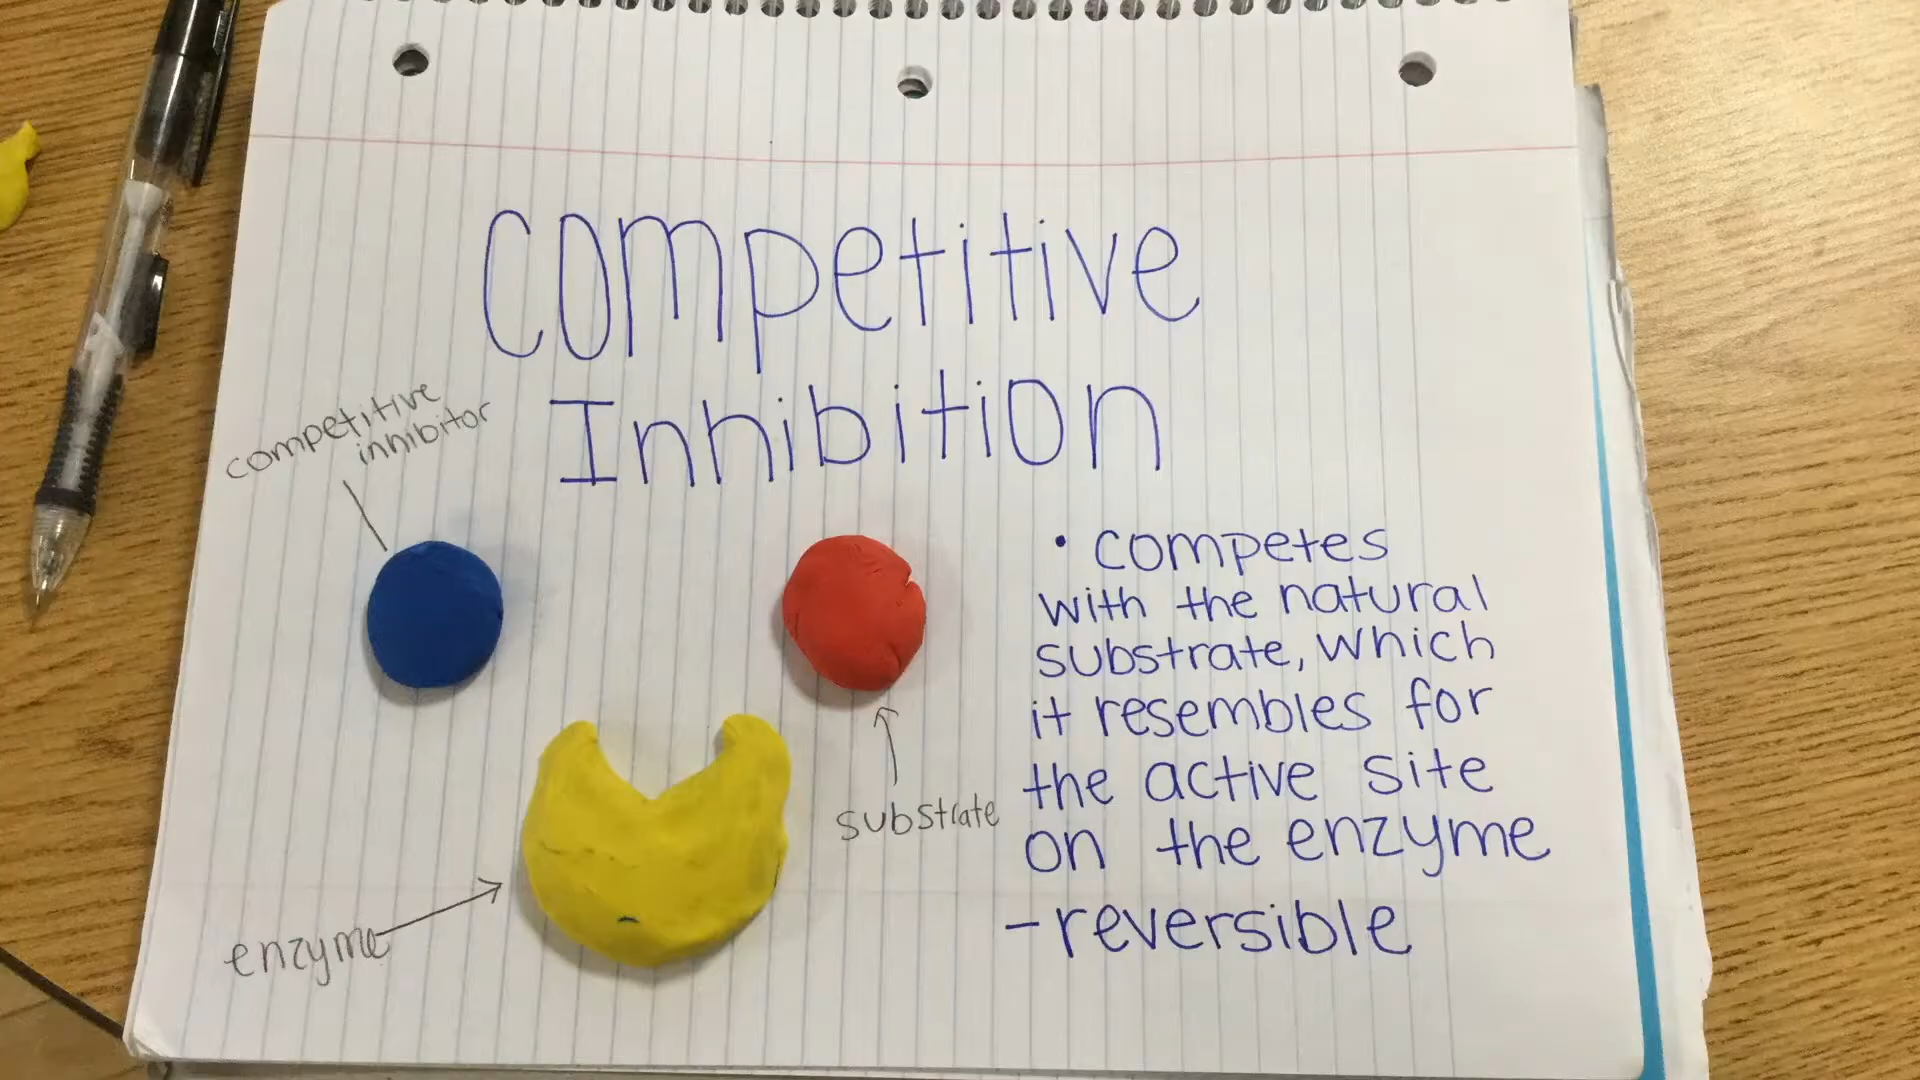 Competitive
Inhibition
competitive
inhibitor
• competes
with the natural
substrate, which
it resembles for
the active site
on the enzyme
- reversible
substrate
enzyme